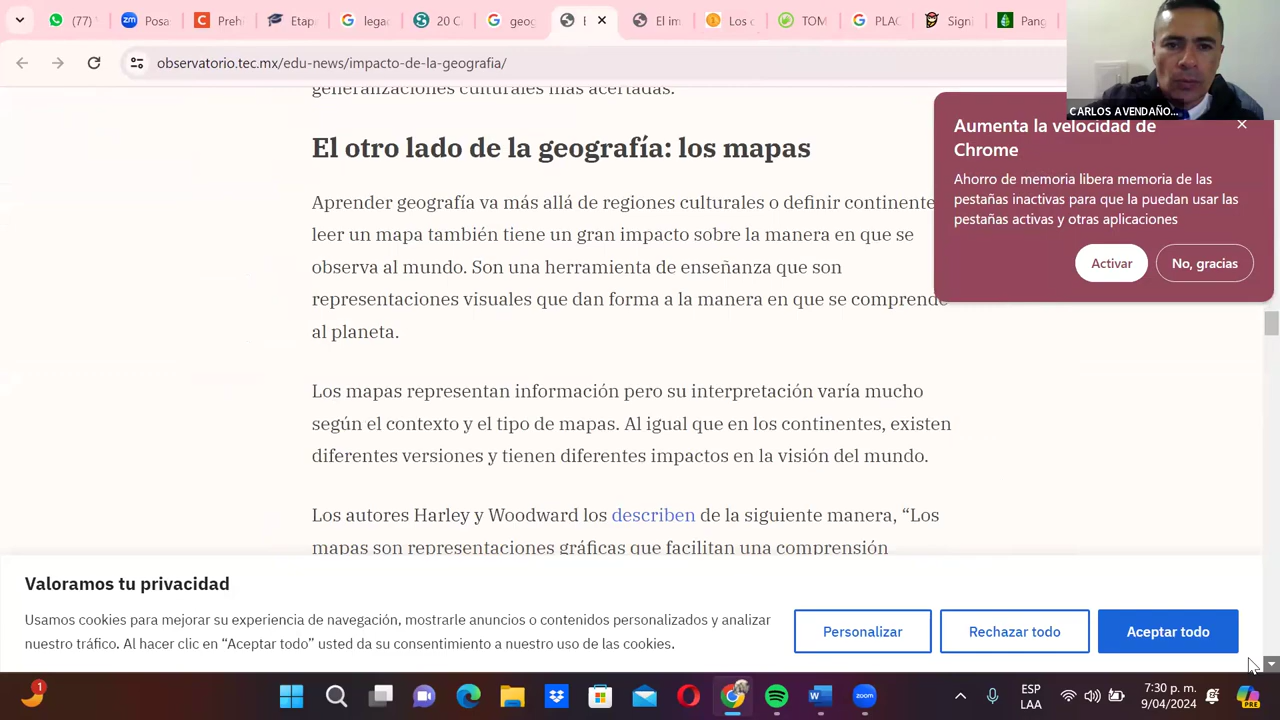 (77)
Posa
Preh
Etap
lega
20 C
geog
El im
Los c
TOM
PLAC
Signi
Pang
observatorio.tec.mx/edu-news/impacto-de-la-geografia/
CARLOS AVENDAÑO...
generalizaciones culturales más acertadas.
El otro lado de la geografía: los mapas
Aprender geografía va más allá de regiones culturales o definir continente
leer un mapa también tiene un gran impacto sobre la manera en que se
observa al mundo. Son una herramienta de enseñanza que son
representaciones visuales que dan forma a la manera en que se comprende
al planeta.
Los mapas representan información pero su interpretación varía mucho
según el contexto y el tipo de mapas. Al igual que en los continentes, existen
diferentes versiones y tienen diferentes impactos en la visión del mundo.
Los autores Harley y Woodward los describen de la siguiente manera, “Los
mapas son representaciones gráficas que facilitan una comprensión
Aumenta la velocidad de
Chrome
Ahorro de memoria libera memoria de las
pestañas inactivas para que la puedan usar las
pestañas activas y otras aplicaciones
Activar
No, gracias
Valoramos tu privacidad
Usamos cookies para mejorar su experiencia de navegación, mostrarle anuncios o contenidos personalizados y analizar
nuestro tráfico. Al hacer clic en “Aceptar todo” usted da su consentimiento a nuestro uso de las cookies.
Personalizar
Rechazar todo
Aceptar todo
1
zoom
ESP
LAA
7:30 p. m.
9/04/2024
PRE